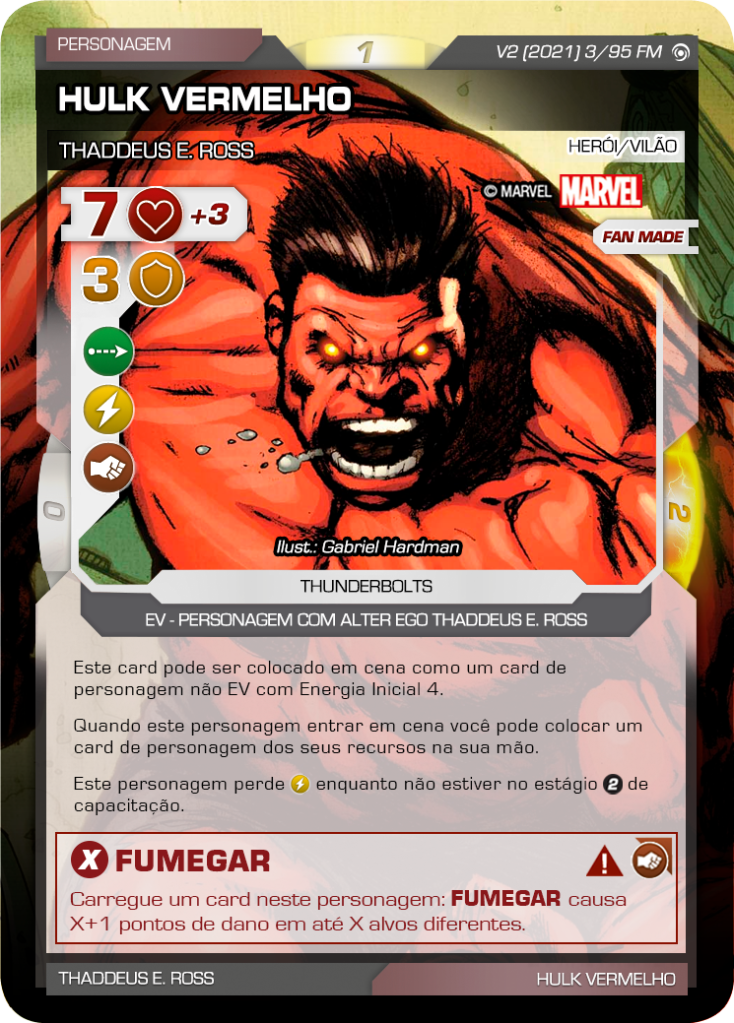 PERSONAGEM
1
V2 (2021) 3/95 FM
HULK VERMELHO
THADDEUS E. ROSS
HERÓI/VILÃO
7 +3
© MARVEL MARVEL
FAN MADE
3
0
2
Ilust.: Gabriel Hardman
THUNDERBOLTS
EV - PERSONAGEM COM ALTER EGO THADDEUS E. ROSS
Este card pode ser colocado em cena como um card de
personagem não EV com Energia Inicial 4.
Quando este personagem entrar em cena você pode colocar um
card de personagem dos seus recursos na sua mão.
Este personagem perde enquanto não estiver no estágio 2 de
capacitação.
X FUMEGAR
Carregue um card neste personagem: FUMEGAR causa
X+1 pontos de dano em até X alvos diferentes.
THADDEUS E. ROSS
HULK VERMELHO